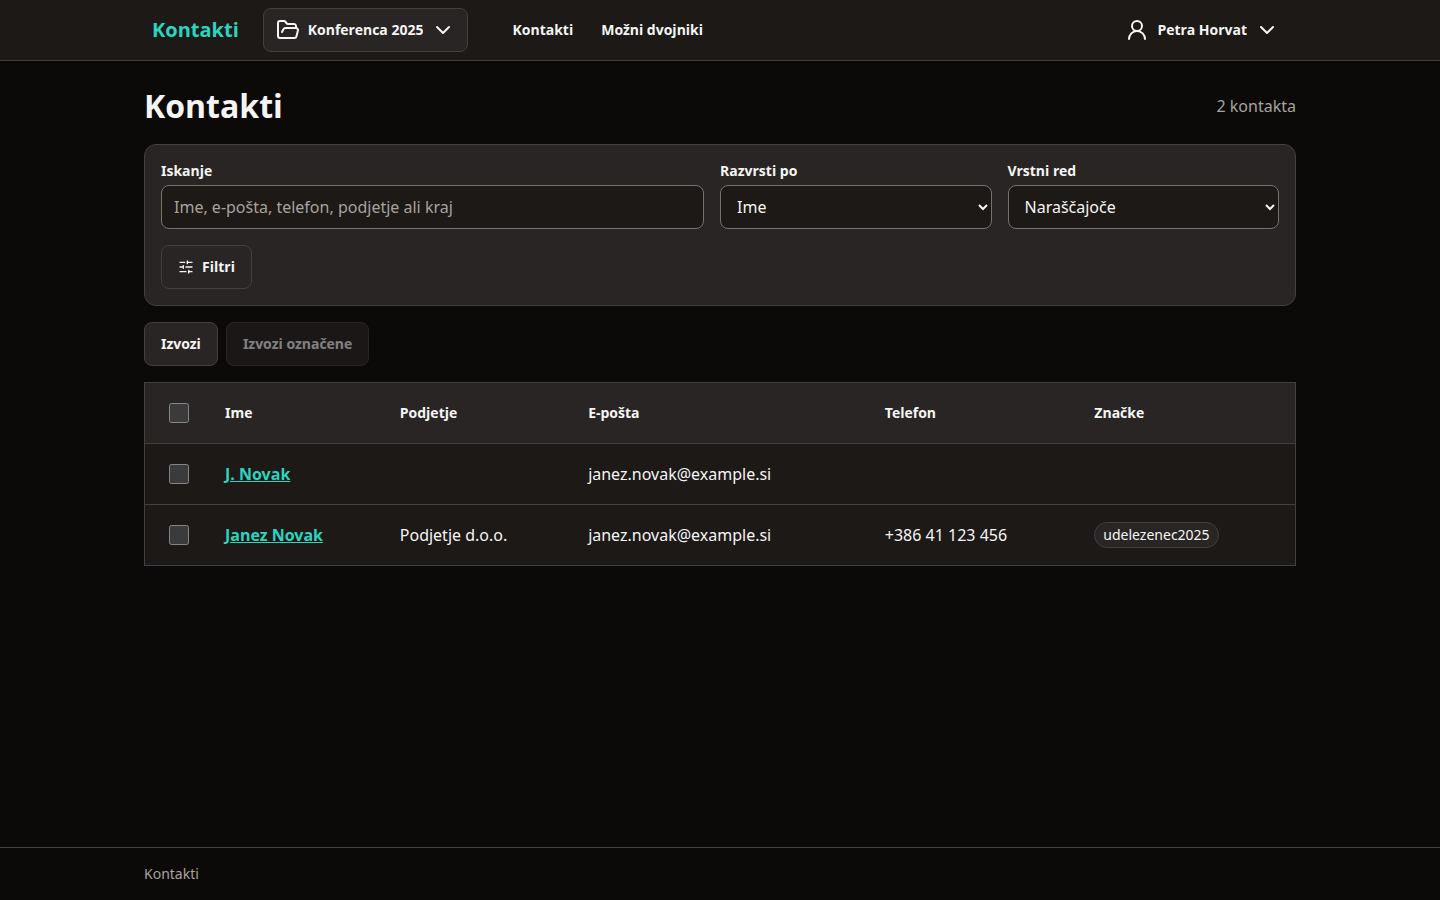 Kontakti
Konferenca 2025
Kontakti
Možni dvojniki
Petra Horvat
Kontakti
2 kontakta
Iskanje
Razvrsti po
Vrstni red
Ime, e-pošta, telefon, podjetje ali kraj
Ime
Naraščajoče
Filtri
Izvozi
Izvozi označene
Ime Podjetje E-pošta Telefon Značke
J. Novak janez.novak@example.si
Janez Novak Podjetje d.o.o. janez.novak@example.si +386 41 123 456 udelezenec2025
Kontakti